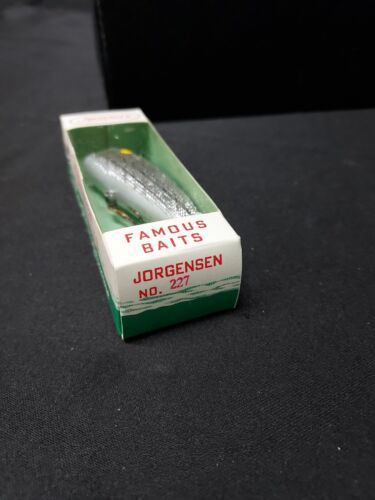 FAMOUS
BAITS
JORGENSEN
NO. 227